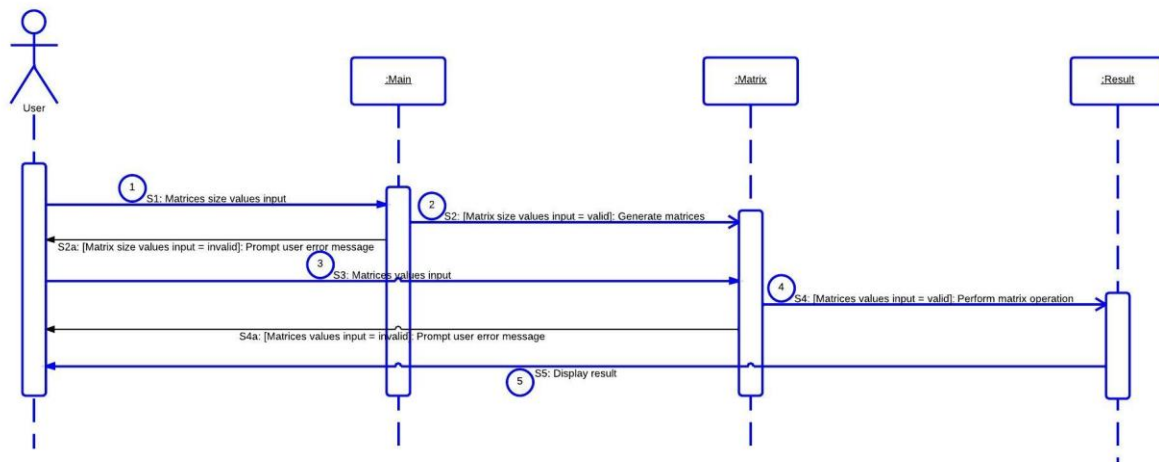 :Main
:Matrix
:Result
User
1
S1: Matrices size values input
2
S2: [Matrix size values input = valid]: Generate matrices
S2a: [Matrix size values input = invalid]: Prompt user error message
3
S3: Matrices values input
4
S4: [Matrices values input = valid]: Perform matrix operation
S4a: [Matrices values input = invalid]: Prompt user error message
5
S5: Display result